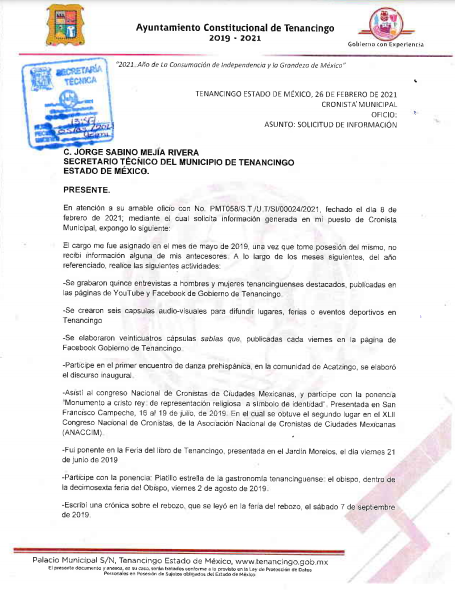 Ayuntamiento Constitucional de Tenancingo
2019 - 2021
Gobierno con Experiencia
"2021. Año de La Consumación de Independencia y la Grandeza de México"
SECRETARÍA
TÉCNICA
TENANCINGO ESTADO DE MÉXICO, 26 DE FEBRERO DE 2021
CRONISTA MUNICIPAL
OFICIO:
ASUNTO: SOLICITUD DE INFORMACIÓN
C. JORGE SABINO MEJÍA RIVERA
SECRETARIO TÉCNICO DEL MUNICIPIO DE TENANCINGO
ESTADO DE MÉXICO.
PRESENTE.
En atención a su amable oficio con No. PMT058/S.T./U.T/SI/00024/2021, fechado el día 8 de
febrero de 2021; mediante el cual solicita información generada en mi puesto de Cronista
Municipal, expongo lo siguiente:
El cargo me fue asignado en el mes de mayo de 2019, una vez que tome posesión del mismo, no
recibí información alguna de mis antecesores. A lo largo de los meses siguientes, del año
referenciado, realice las siguientes actividades:
-Se grabaron quince entrevistas a hombres y mujeres tenancinguenses destacados, publicadas en
las páginas de YouTube y Facebook de Gobierno de Tenancingo.
-Se crearon seis capsulas audio-visuales para difundir lugares, ferias o eventos deportivos en
Tenancingo
-Se elaboraron veinticuatro cápsulas sabías que, publicadas cada viernes en la página de
Facebook Gobierno de Tenancingo.
-Participe en el primer encuentro de danza prehispánica, en la comunidad de Acatzingo, se elaboró
el discurso inaugural.
-Asistí al congreso Nacional de Cronistas de Ciudades Mexicanas, y participe con la ponencia
"Monumento a cristo rey: de representación religiosa a símbolo de identidad". Presentada en San
Francisco Campeche, 16 al 19 de julio, de 2019. En el cual se obtuve el segundo lugar en el XLII
Congreso Nacional de Cronistas, de la Asociación Nacional de Cronistas de Ciudades Mexicanas
(ANACCIM).
-Fui ponente en la Feria del libro de Tenancingo, presentada en el Jardín Morelos, el día viernes 21
de junio de 2019.
-Participe con la ponencia: Platillo estrella de la gastronomía tenancinguense: el obispo, dentro de
la decimosexta feria del Obispo, viernes 2 de agosto de 2019.
-Escribí una crónica sobre el rebozo, que se leyó en la feria del rebozo, el sábado 7 de septiembre
de 2019.
Palacio Municipal S/N, Tenancingo Estado de México, www.tenancingo.gob.mx
El presente documento y anexos, en su caso, serán tratados conforme a lo previsto en la Ley de Protección de Datos
Personales en Posesión de Sujetos obligados del Estado de México.